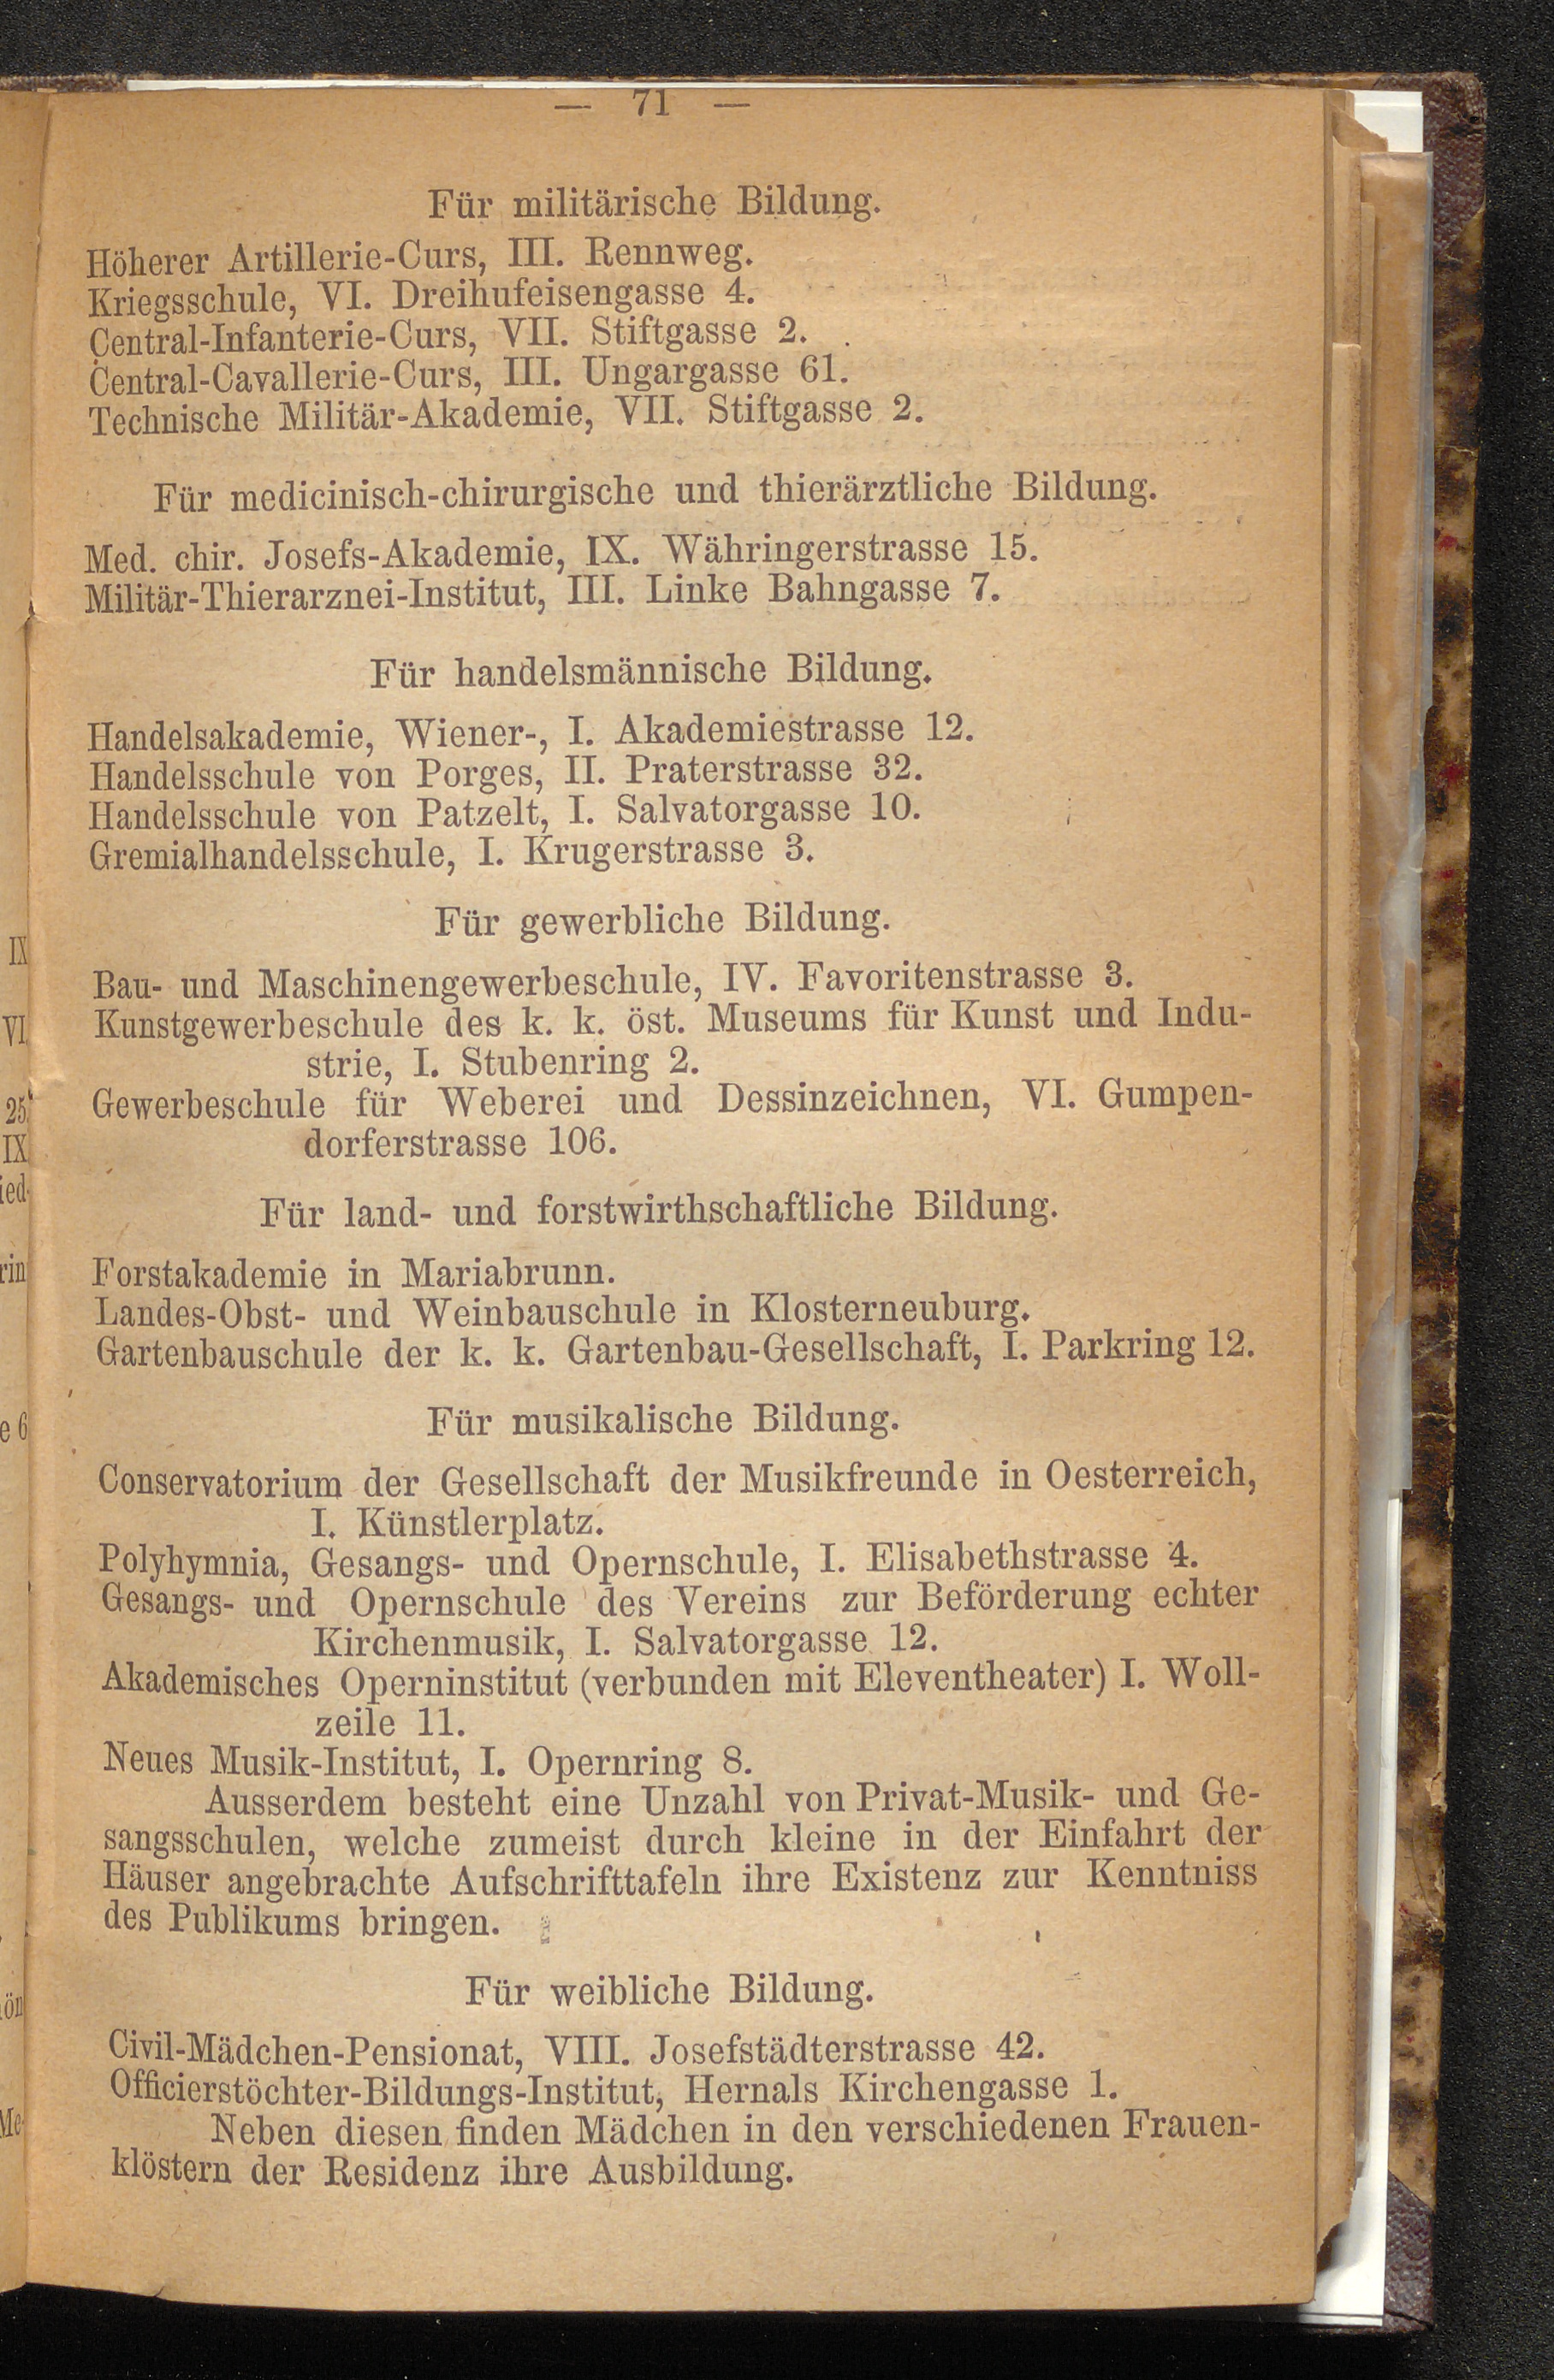 — 71 —
Für militärische Bildung.
Höherer Artillerie-Curs, III. Rennweg.
Kriegsschule, VI. Dreihufeisengasse 4.
Central-Infanterie-Curs, VII. Stiftgasse 2.
Central-Cavallerie-Curs, III. Ungargasse 61.
Technische Militär-Akademie, VII. Stiftgasse 2.
Für medicinisch-chirurgische und thierärztliche Bildung.
Med. chir. Josefs-Akademie, IX. Währingerstrasse 15.
Militär-Thierarznei-Institut, III. Linke Bahngasse 7.
Für handelsmännische Bildung.
Handelsakademie, Wiener-, I. Akademiestrasse 12.
Handelsschule von Porges, II. Praterstrasse 32.
Handelsschule von Patzelt, I. Salvatorgasse 10.
Gremialhandelsschule, I. Krugerstrasse 3.
Für gewerbliche Bildung.
Bau- und Maschinengewerbeschule, IV. Favoritenstrasse 3.
Kunstgewerbeschule des k. k. öst. Museums für Kunst und Indu-
strie, I. Stubenring 2.
Gewerbeschule für Weberei und Dessinzeichnen, VI. Gumpen-
dorferstrasse 106.
Für land- und forstwirthschaftliche Bildung.
Forstakademie in Mariabrunn.
Landes-Obst- und Weinbauschule in Klosterneuburg.
Gartenbauschule der k. k. Gartenbau-Gesellschaft, I. Parkring 12.
Für musikalische Bildung.
Conservatorium der Gesellschaft der Musikfreunde in Oesterreich,
I. Künstlerplatz.
Polyhymnia, Gesangs- und Opernschule, I. Elisabethstrasse 4.
Gesangs- und Opernschule des Vereins zur Beförderung echter
Kirchenmusik, I. Salvatorgasse 12.
Akademisches Operninstitut (verbunden mit Eleventheater) I. Woll-
zeile 11.
Neues Musik-Institut, I. Opernring 8.
Ausserdem besteht eine Unzahl von Privat-Musik- und Ge-
sangsschulen, welche zumeist durch kleine in der Einfahrt der
Häuser angebrachte Aufschrifttafeln ihre Existenz zur Kenntniss
des Publikums bringen.
Für weibliche Bildung.
Civil-Mädchen-Pensionat, VIII. Josefstädterstrasse 42.
Officierstöchter-Bildungs-Institut, Hernals Kirchengasse 1.
Neben diesen finden Mädchen in den verschiedenen Frauen-
klöstern der Residenz ihre Ausbildung.